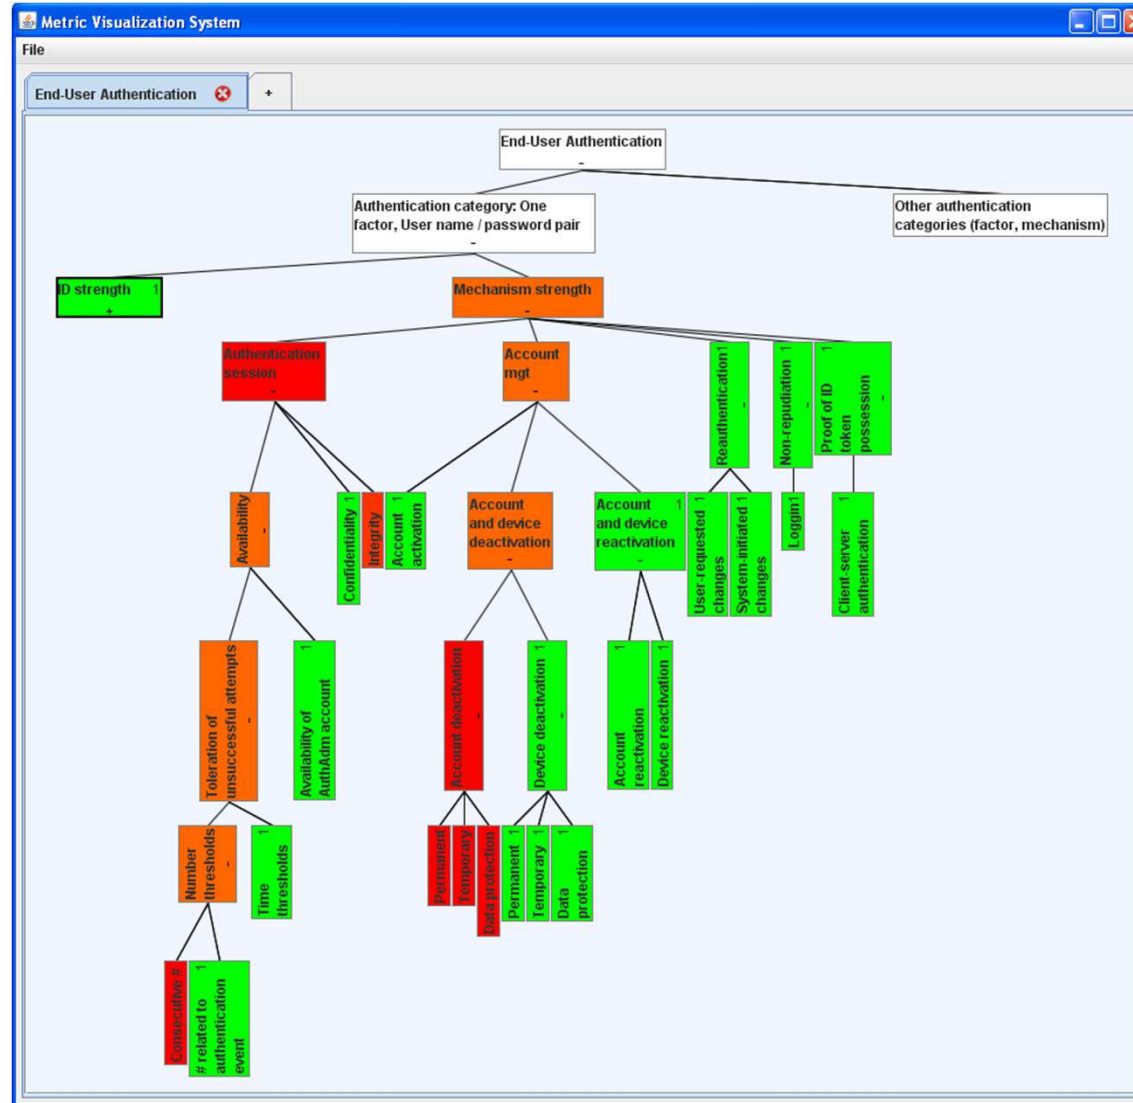 Metric Visualization System
File
End-User Authentication
+
End-User Authentication
-
Authentication category: One
factor, User name / password pair
-
Other authentication
categories (factor, mechanism)
ID strength 1
+
Mechanism strength
-
Authentication
session
-
Account
mgt
-
Reauthentication 1
-
Non-repudiation 1
-
Proof of ID 1
token
possession
-
Availability
-
Confidentiality 1
Integrity
Account 1
activation
Account
and device
deactivation
-
Account 1
and device
reactivation
-
User-requested 1
changes
System-initiated 1
changes
Loggin 1
Client-server 1
authentication
Toleration of
unsuccessful attempts
-
Availability of 1
AuthAdm account
Account deactivation
-
Device deactivation 1
-
Account 1
reactivation
Device reactivation 1
Number
thresholds
-
Time 1
thresholds
Permanent
Temporary
Data protection
Permanent 1
Temporary 1
Data 1
protection
Consecutive #
# related to 1
authentication
event